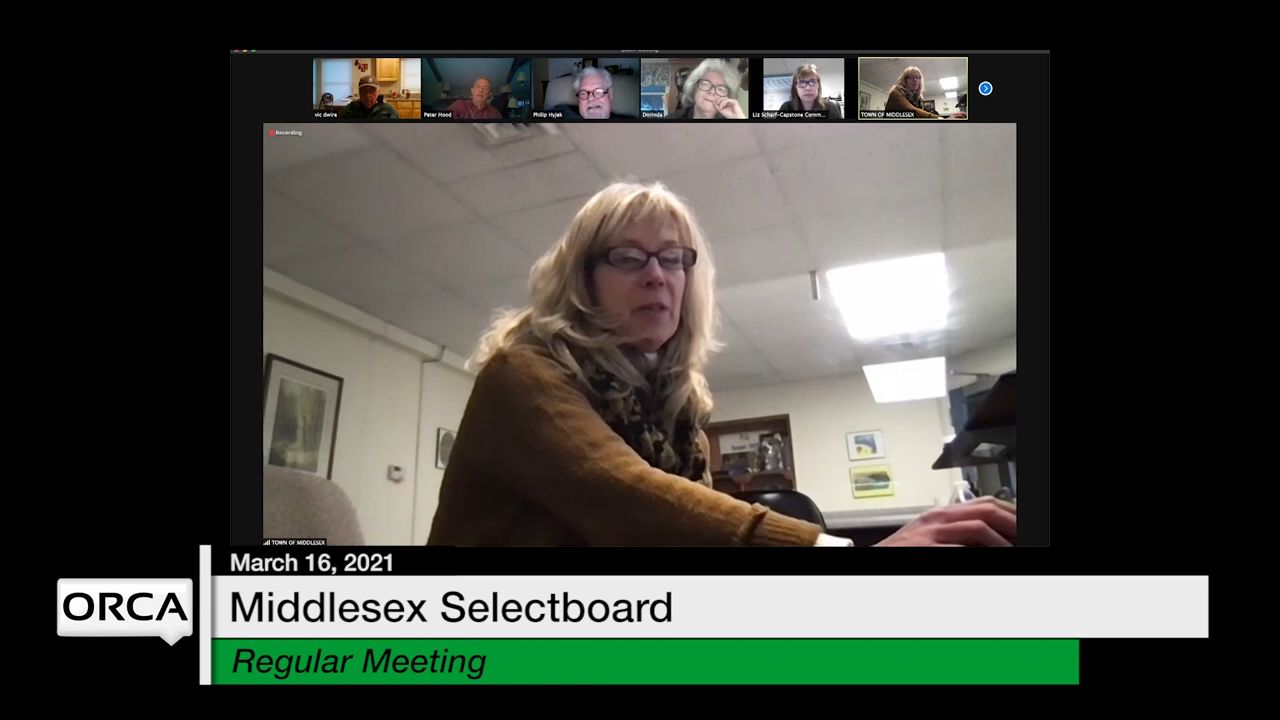 vic dwire
Peter Hood
Philip Hyjek
Dorinda
Liz Scharf-Capstone Comm...
TOWN OF MIDDLESEX
Recording
TOWN OF MIDDLESEX
March 16, 2021
ORCA
Middlesex Selectboard
Regular Meeting